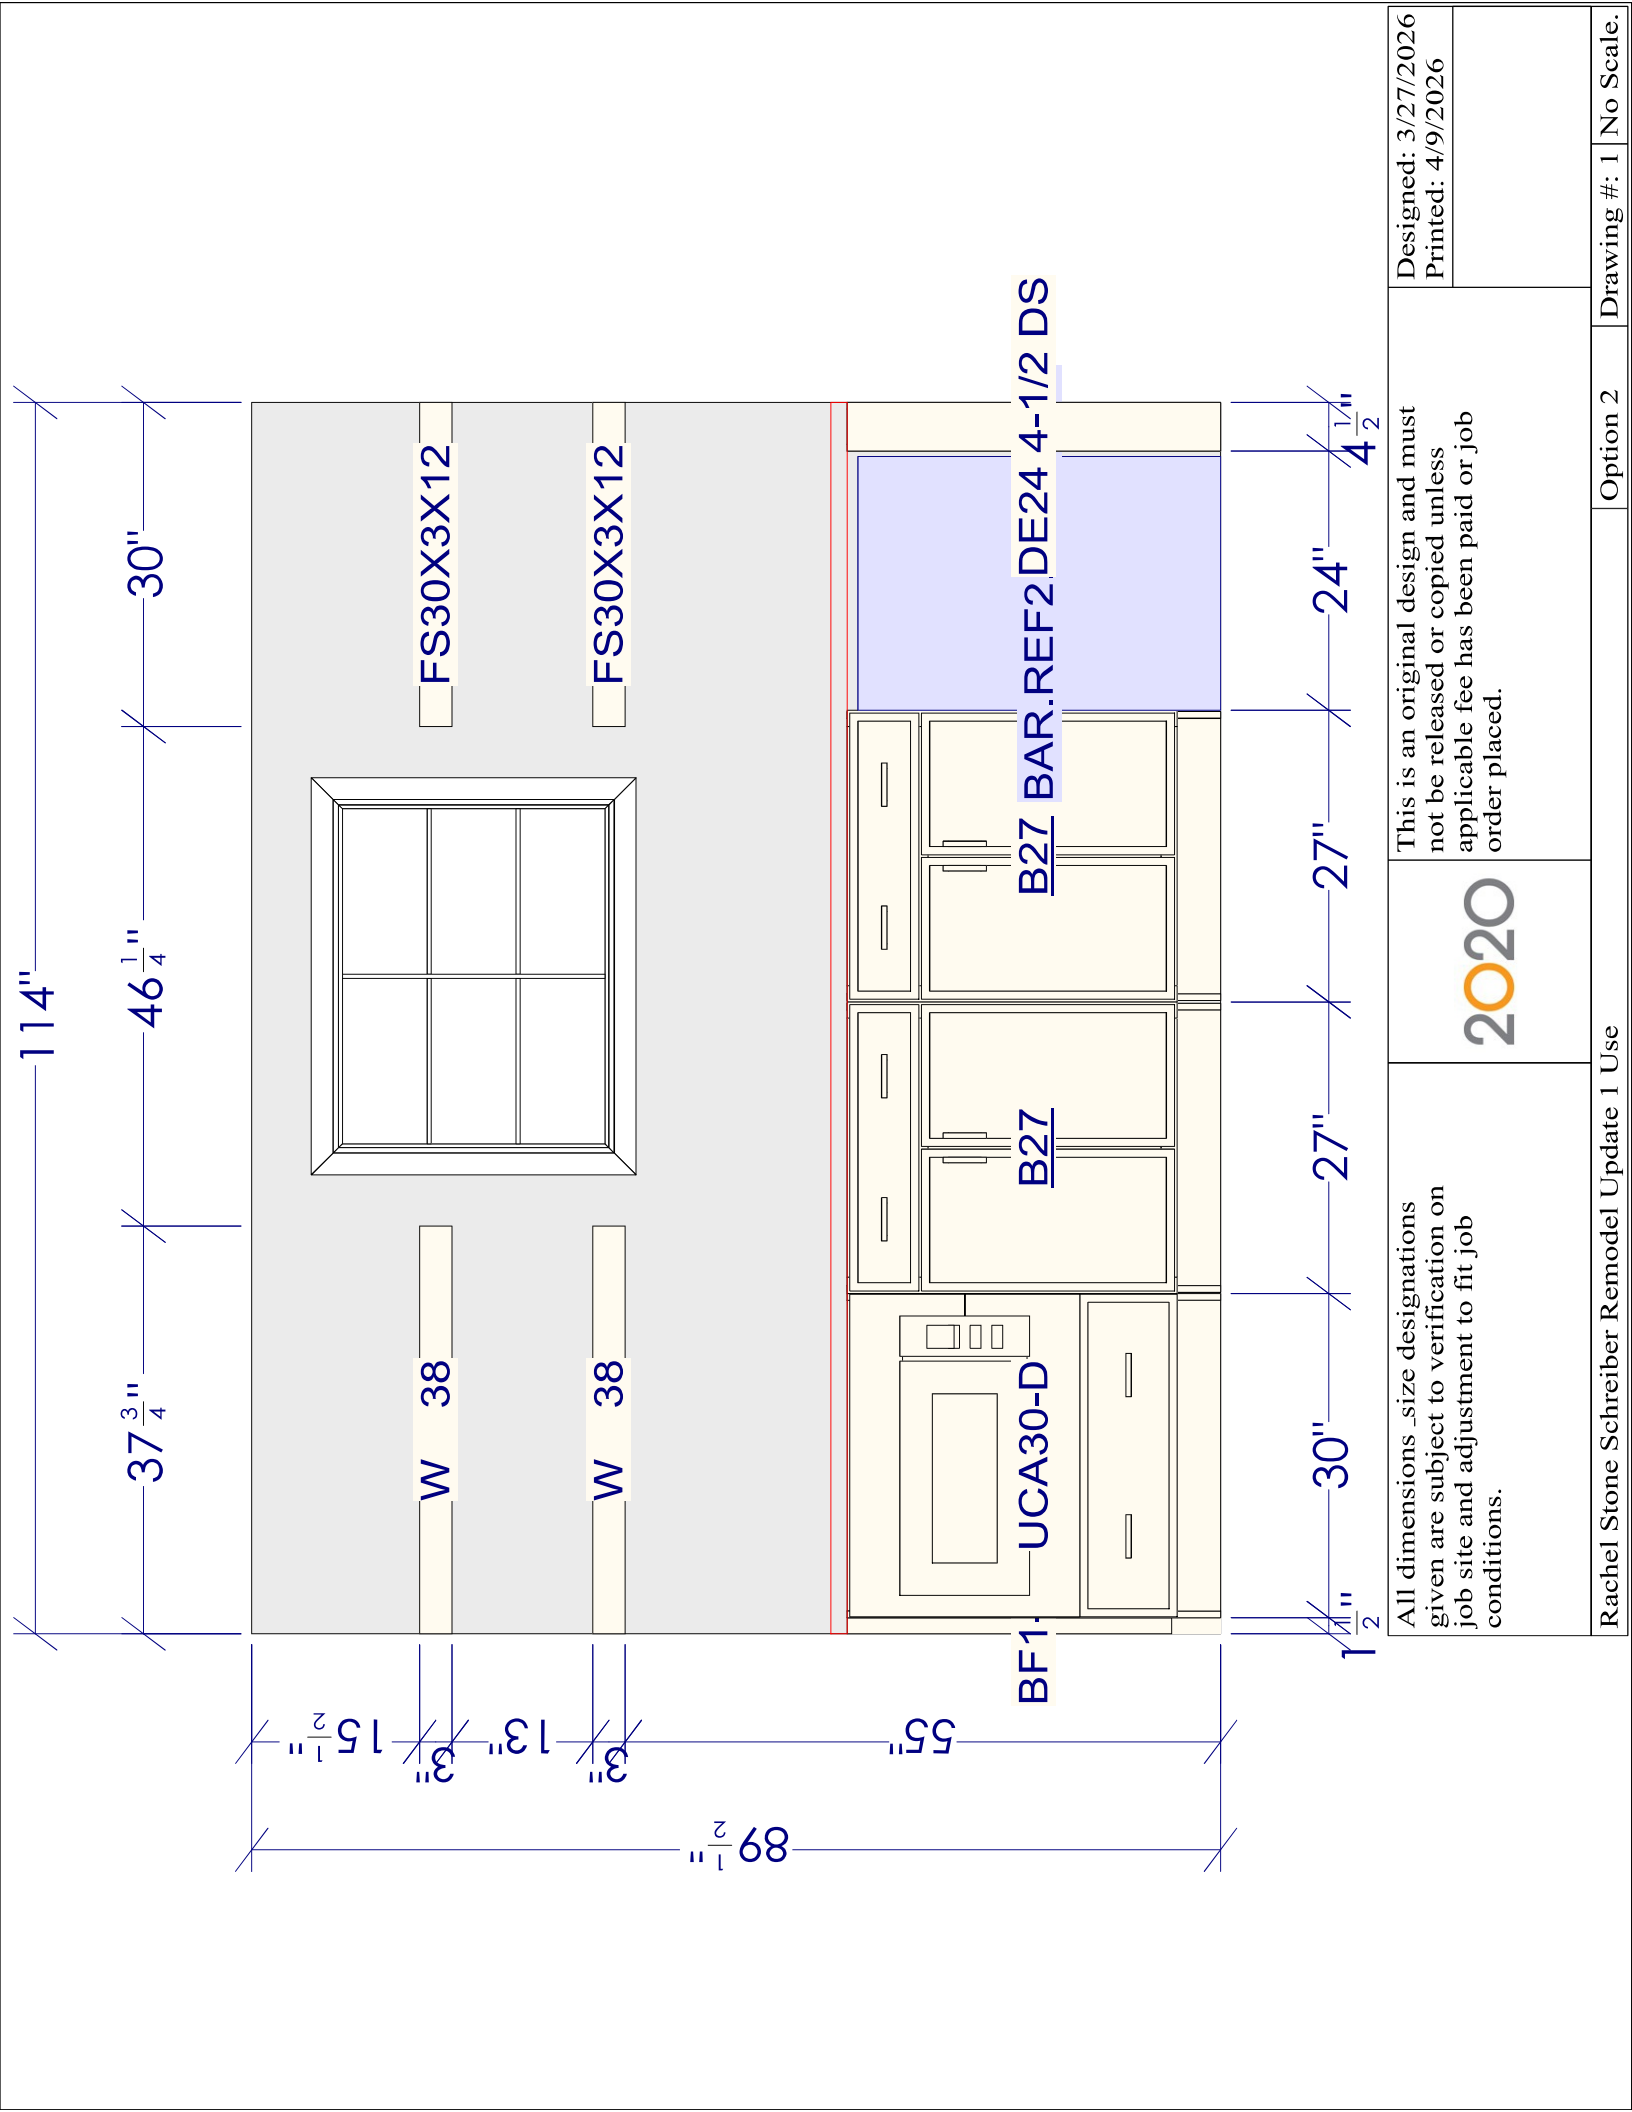 114"
37 3/4"
46 1/4"
30"
W 38
FS30X3X12
W 38
FS30X3X12
15 1/2"
3"
13"
3"
55"
89 1/2"
BF1-
UCA30-D
B27
B27
BAR.REF2
DE24 4-1/2 DS
1 1/2"
30"
27"
27"
24"
4 1/2"
All dimensions _size designations
given are subject to verification on
job site and adjustment to fit job
conditions.
2020
This is an original design and must
not be released or copied unless
applicable fee has been paid or job
order placed.
Designed: 3/27/2026
Printed: 4/9/2026
Rachel Stone Schreiber Remodel Update 1 Use
Option 2
Drawing #: 1
No Scale.